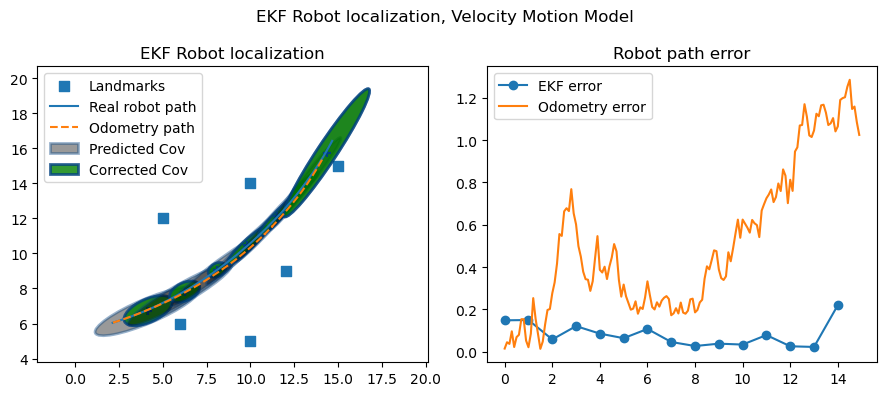 EKF Robot localization, Velocity Motion Model
EKF Robot localization
Landmarks
Real robot path
Odometry path
Predicted Cov
Corrected Cov
20
18
16
14
12
10
8
6
4
0.0 2.5 5.0 7.5 10.0 12.5 15.0 17.5 20.0
Robot path error
EKF error
Odometry error
1.2
1.0
0.8
0.6
0.4
0.2
0.0
0 2 4 6 8 10 12 14